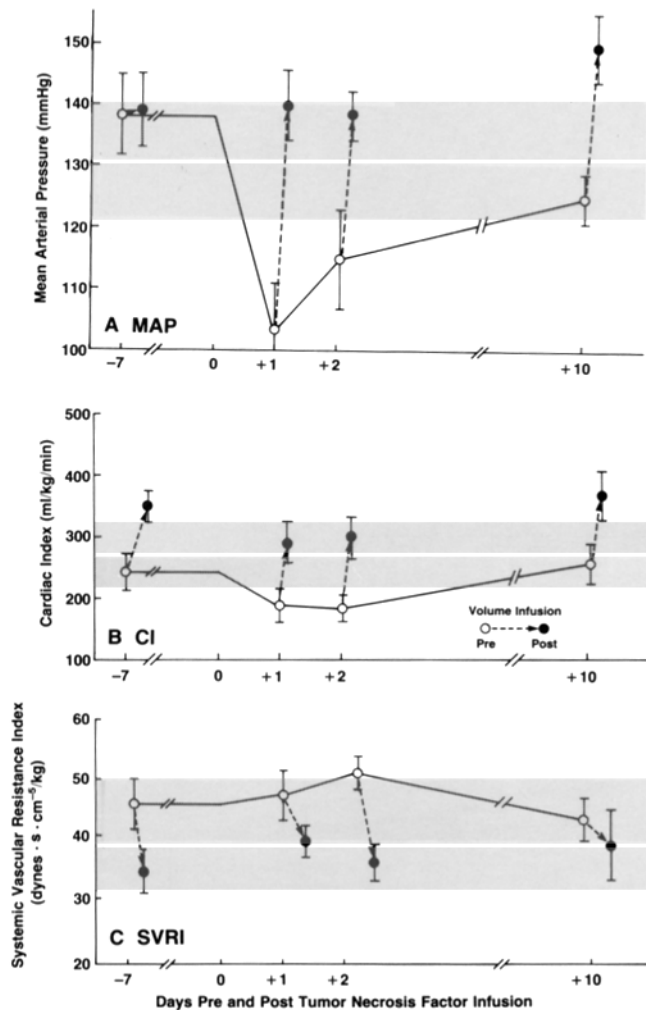 150
140
130
120
110
100
Mean Arterial Pressure (mmHg)
A MAP
−7
0
+1
+2
+10
500
400
300
200
100
Cardiac Index (ml/kg/min)
Volume Infusion
Pre
Post
B CI
−7
0
+1
+2
+10
60
50
40
30
20
Systemic Vascular Resistance Index
(dynes · s · cm⁻⁵/kg)
C SVRI
−7
0
+1
+2
+10
Days Pre and Post Tumor Necrosis Factor Infusion